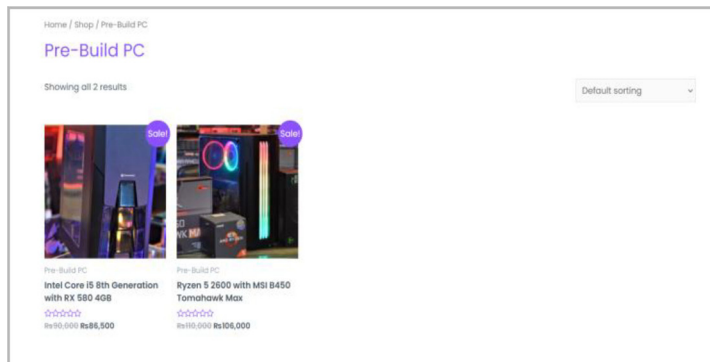 Home / Shop / Pre-Build PC
Pre-Build PC
Showing all 2 results
Default sorting
Sale!
Sale!
Pre-Build PC
Intel Core i5 8th Generation
with RX 580 4GB
₨90,000 ₨86,500
Pre-Build PC
Ryzen 5 2600 with MSI B450
Tomahawk Max
₨110,000 ₨106,000